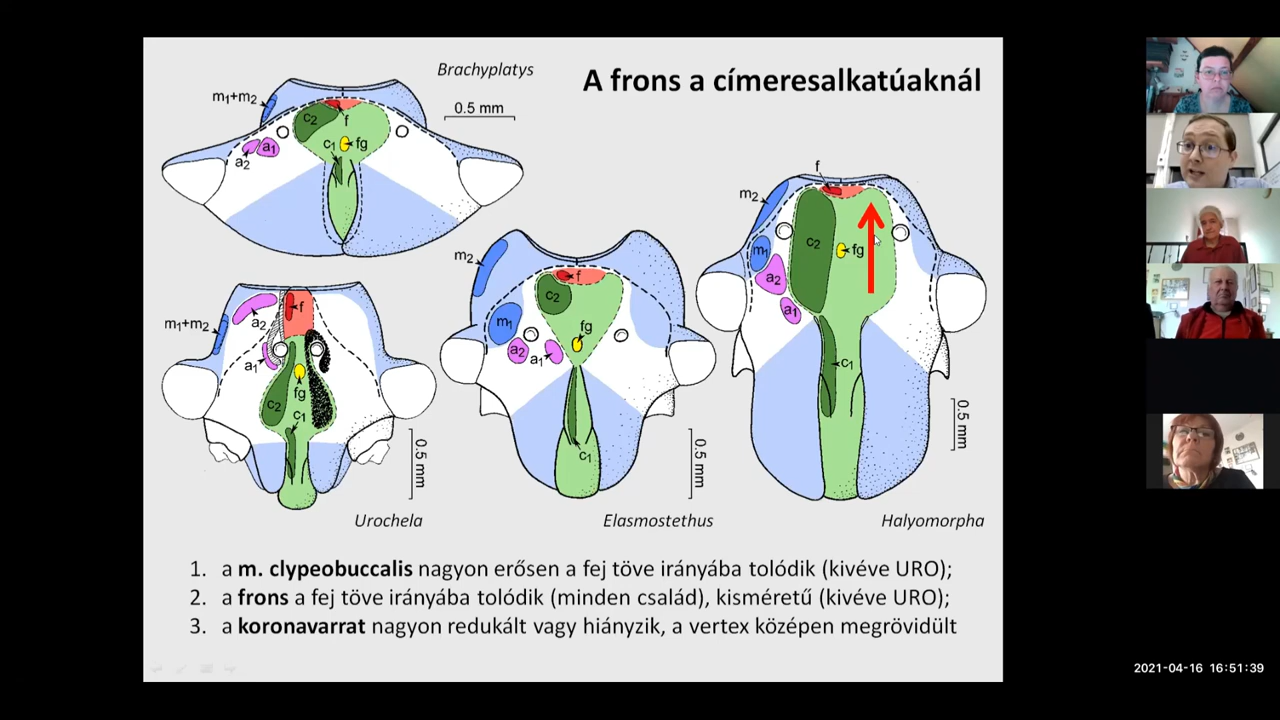 A frons a címeresalkatúaknál
Brachyplatys
0.5 mm
m₁+m₂
c₂
f
c₁
fg
a₂
a₁
m₁+m₂
a₂
f
a₁
fg
c₂
c₁
0.5 mm
Urochela
m₂
f
c₂
m₁
fg
a₂
a₁
c₁
0.5 mm
Elasmostethus
f
m₂
c₂
m₁
fg
a₂
a₁
c₁
0.5 mm
Halyomorpha
1. a m. clypeobuccalis nagyon erősen a fej töve irányába tolódik (kivéve URO);
2. a frons a fej töve irányába tolódik (minden család), kisméretű (kivéve URO);
3. a koronavarrat nagyon redukált vagy hiányzik, a vertex középen megrövidült
2021-04-16 16:51:39